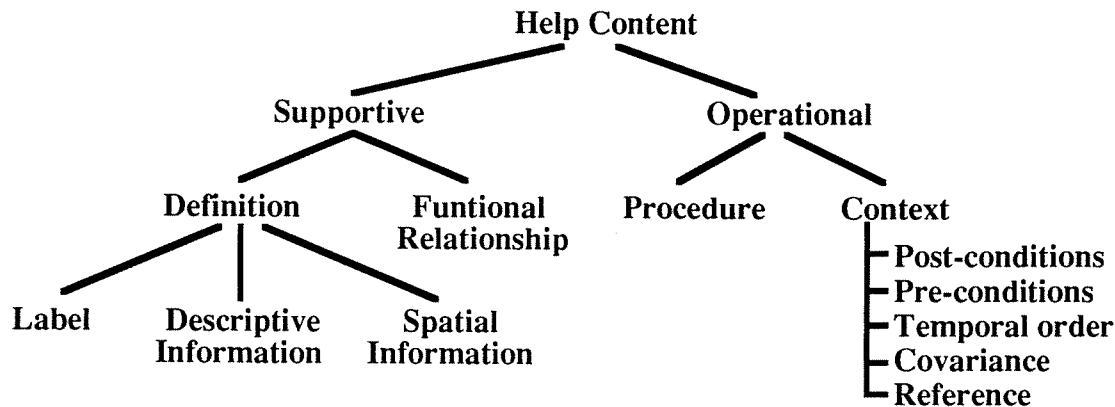 Help Content
Supportive
Operational
Definition
Funtional
Relationship
Procedure
Context
Label
Descriptive
Information
Spatial
Information
Post-conditions
Pre-conditions
Temporal order
Covariance
Reference